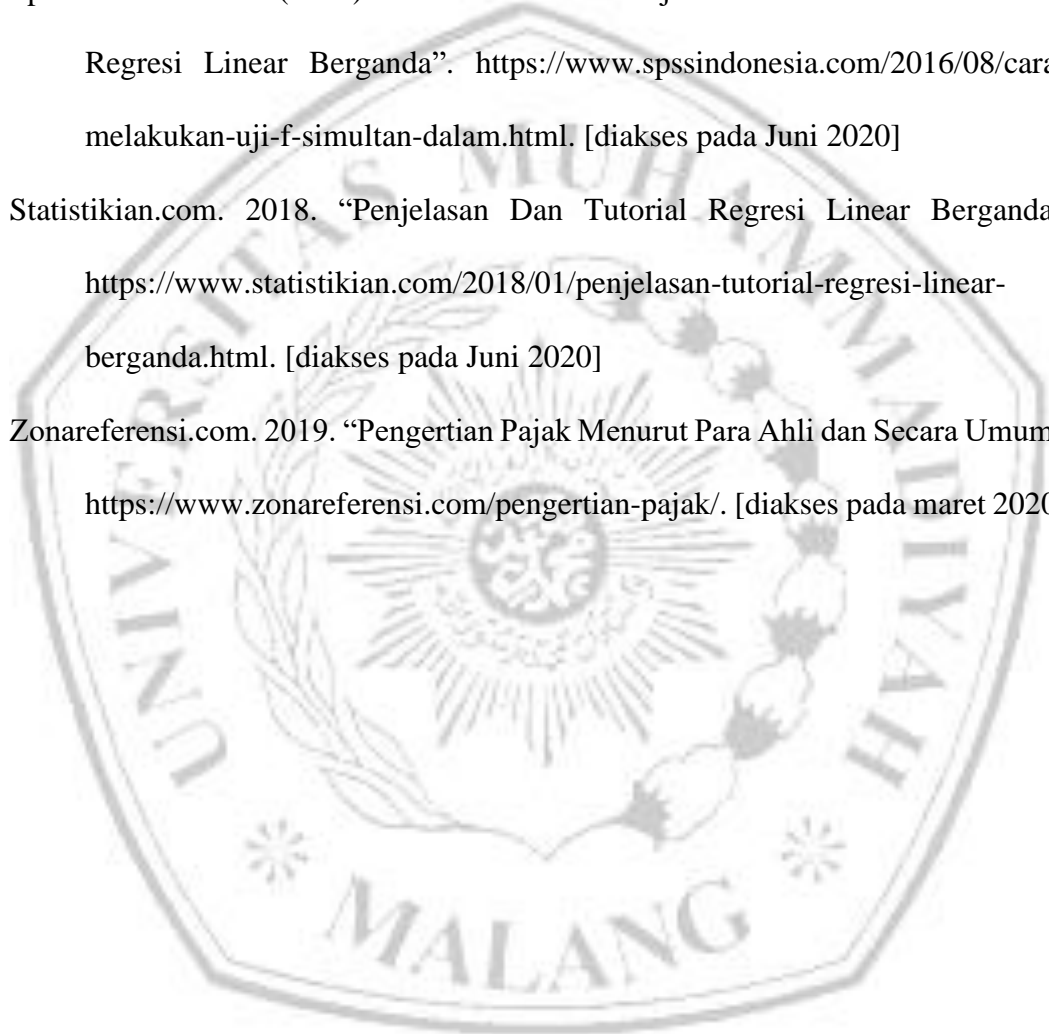 Regresi Linear Berganda”. https://www.spssindonesia.com/2016/08/cara
melakukan-uji-f-simultan-dalam.html. [diakses pada Juni 2020]
Statistikian.com. 2018. “Penjelasan Dan Tutorial Regresi Linear Berganda
https://www.statistikian.com/2018/01/penjelasan-tutorial-regresi-linear-
berganda.html. [diakses pada Juni 2020]
Zonareferensi.com. 2019. “Pengertian Pajak Menurut Para Ahli dan Secara Umum
https://www.zonareferensi.com/pengertian-pajak/. [diakses pada maret 2020
UNIVERSITAS MUHAMMADIYAH
MALANG